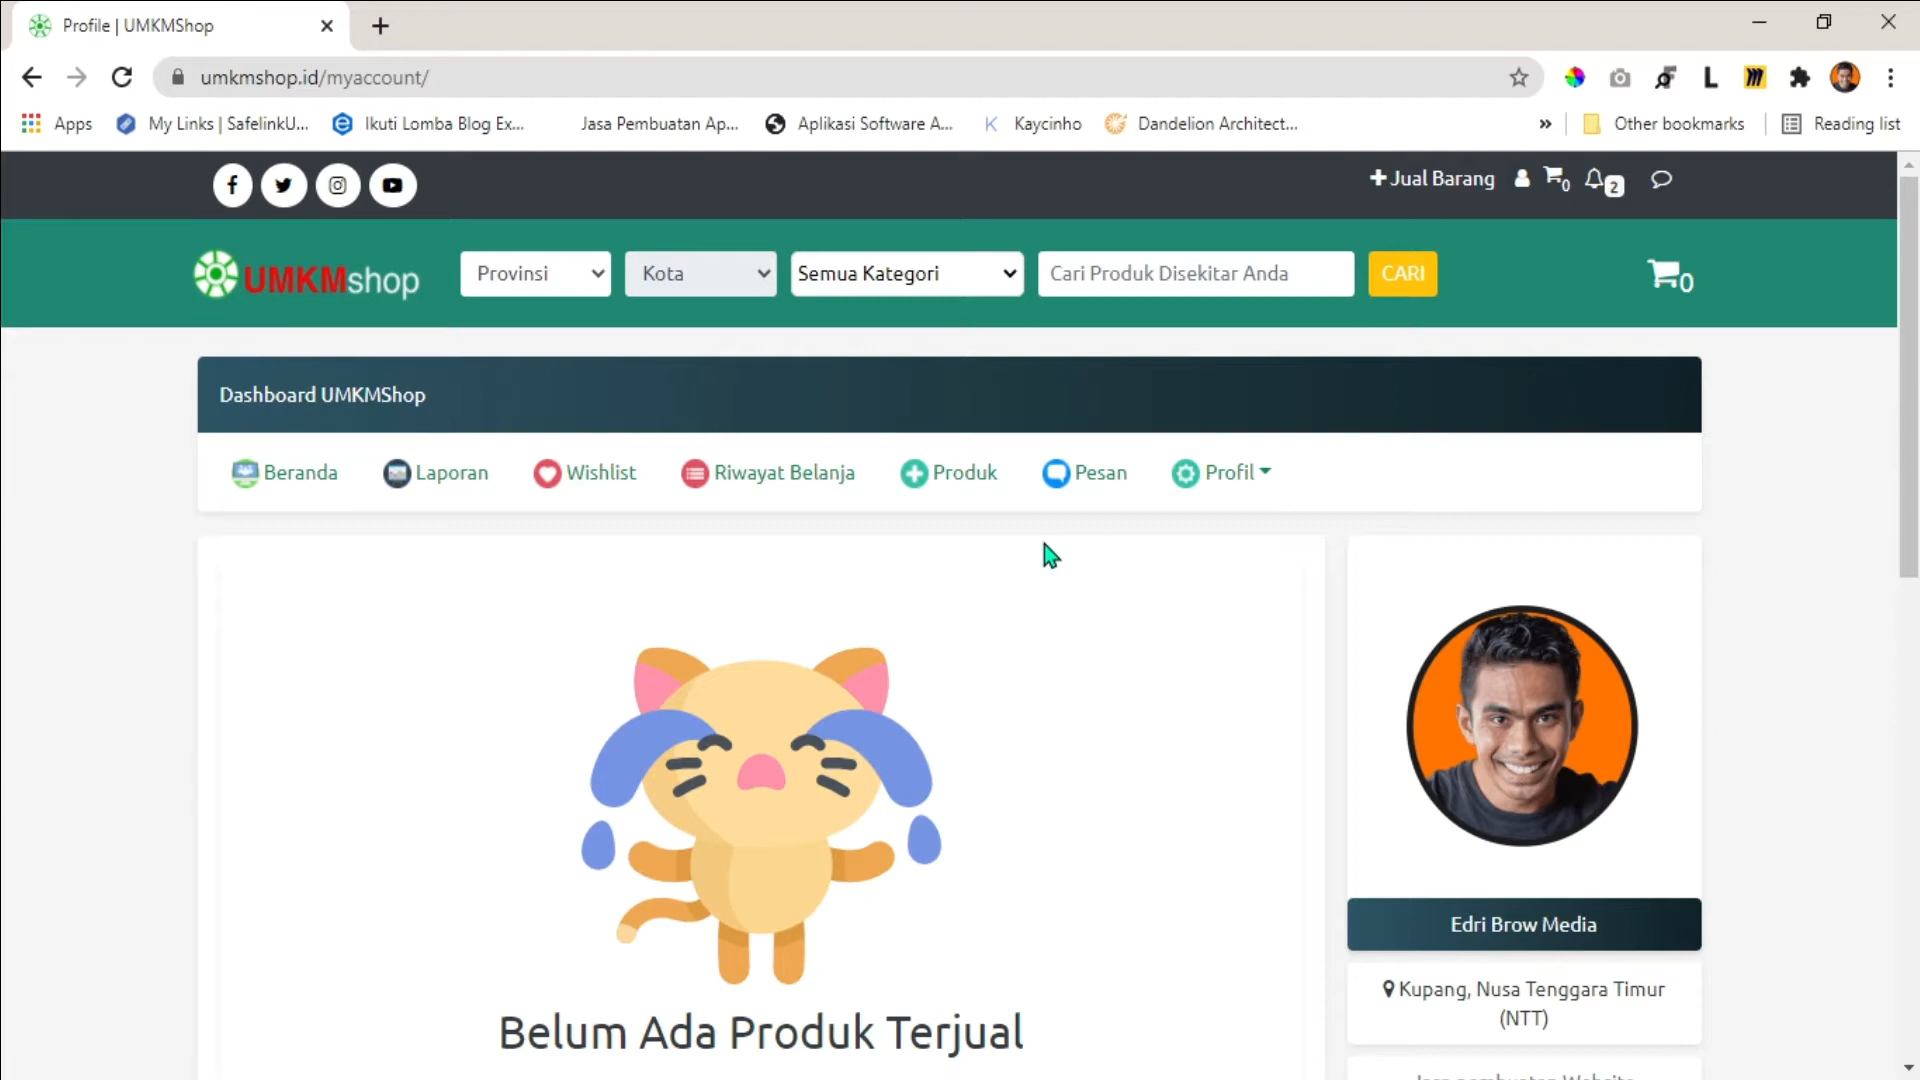 Profile | UMKMShop
umkmshop.id/myaccount/
Apps My Links | SafelinkU... Ikuti Lomba Blog Ex... Jasa Pembuatan Ap... Aplikasi Software A... Kaycinho Dandelion Architect... » Other bookmarks Reading list
Jual Barang 0 2
UMKMshop Provinsi Kota Semua Kategori Cari Produk Disekitar Anda CARI 0
Dashboard UMKMShop
Beranda Laporan Wishlist Riwayat Belanja Produk Pesan Profil
Belum Ada Produk Terjual
Edri Brow Media
Kupang, Nusa Tenggara Timur
(NTT)